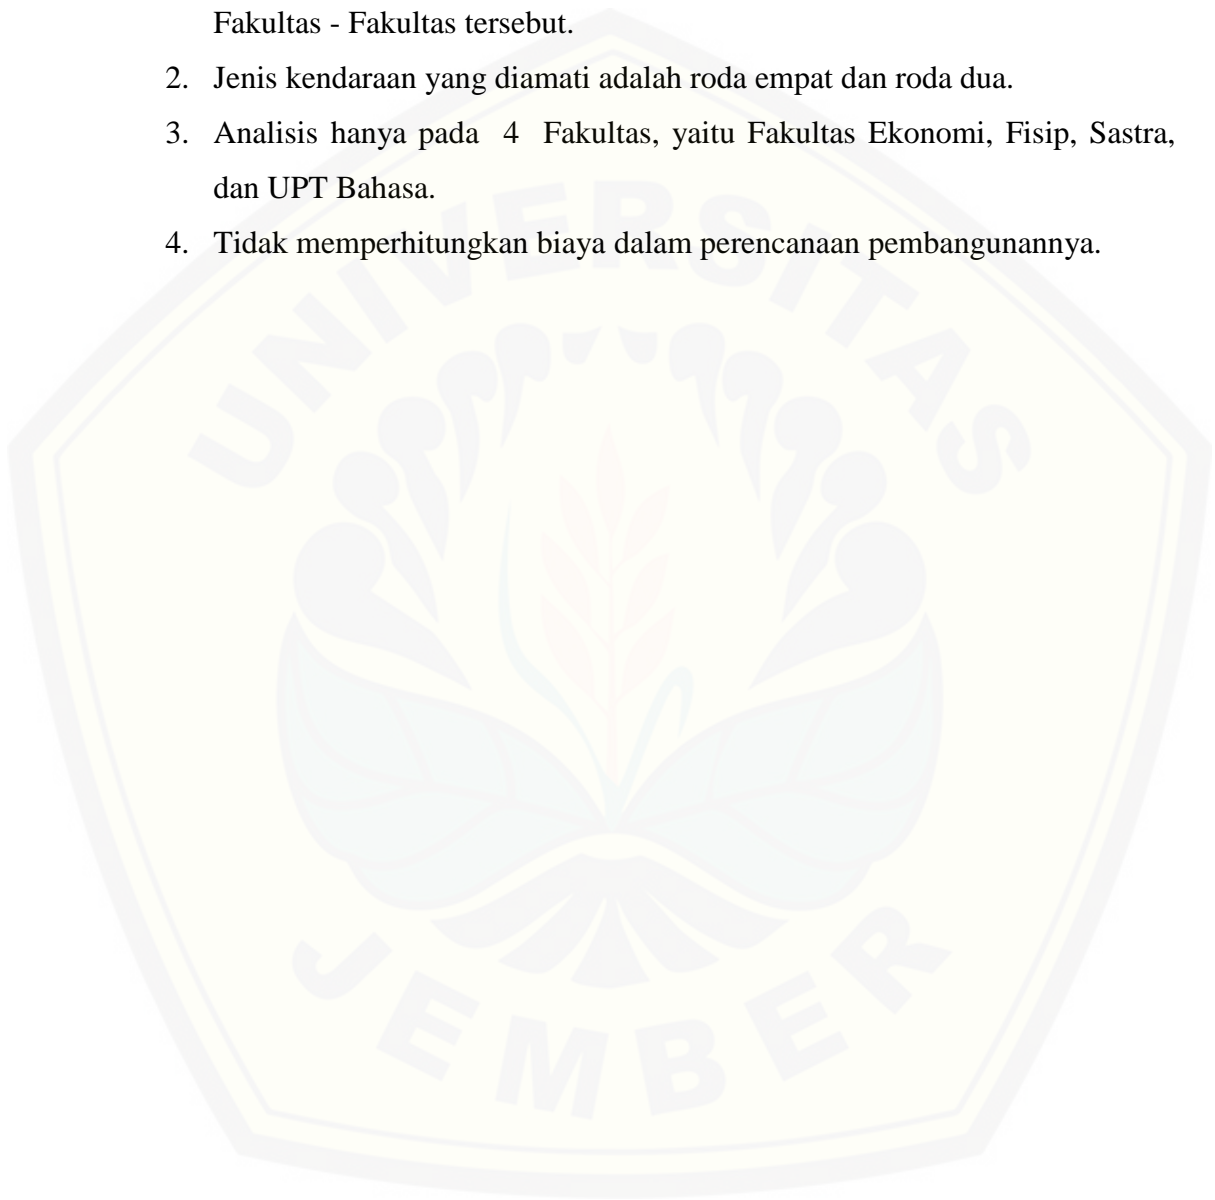 Fakultas - Fakultas tersebut.
2. Jenis kendaraan yang diamati adalah roda empat dan roda dua.
3. Analisis hanya pada 4 Fakultas, yaitu Fakultas Ekonomi, Fisip, Sastra,
dan UPT Bahasa.
4. Tidak memperhitungkan biaya dalam perencanaan pembangunannya.
UNIVERSITAS
JEMBER